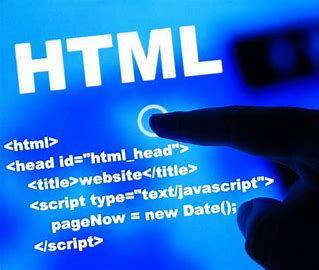 HTML
<html>
<head id="html_head">
<title>website</title>
<script type="text/javascript">
pageNow = new Date();
</script>